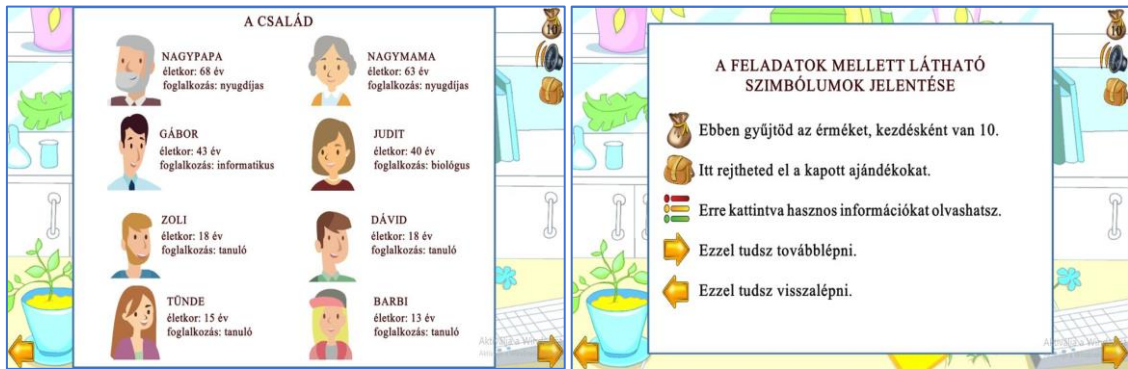 A CSALÁD
NAGYPAPA
életkor: 68 év
foglalkozás: nyugdíjas
NAGYMAMA
életkor: 63 év
foglalkozás: nyugdíjas
GÁBOR
életkor: 43 év
foglalkozás: informatikus
JUDIT
életkor: 40 év
foglalkozás: biológus
ZOLI
életkor: 18 év
foglalkozás: tanuló
DÁVID
életkor: 18 év
foglalkozás: tanuló
TÜNDE
életkor: 15 év
foglalkozás: tanuló
BARBI
életkor: 13 év
foglalkozás: tanuló
10
A FELADATOK MELLETT LÁTHATÓ
SZIMBÓLUMOK JELENTÉSE
Ebben gyűjtöd az érméket, kezdésként van 10.
Itt rejtheted el a kapott ajándékokat.
Erre kattintva hasznos információkat olvashatsz.
Ezzel tudsz továbblépni.
Ezzel tudsz visszalépni.
10